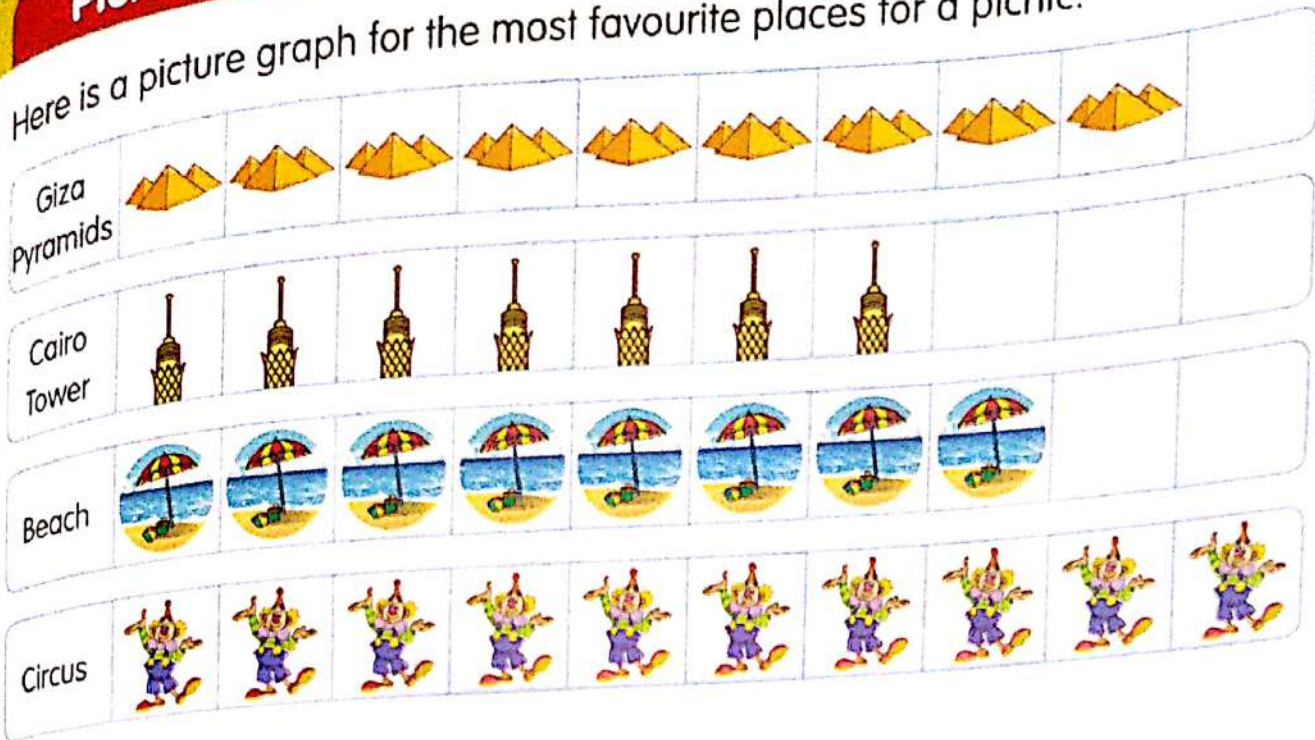 Here is a picture graph for the most favourite places for a picnic.
Giza
Pyramids
Cairo
Tower
Beach
Circus